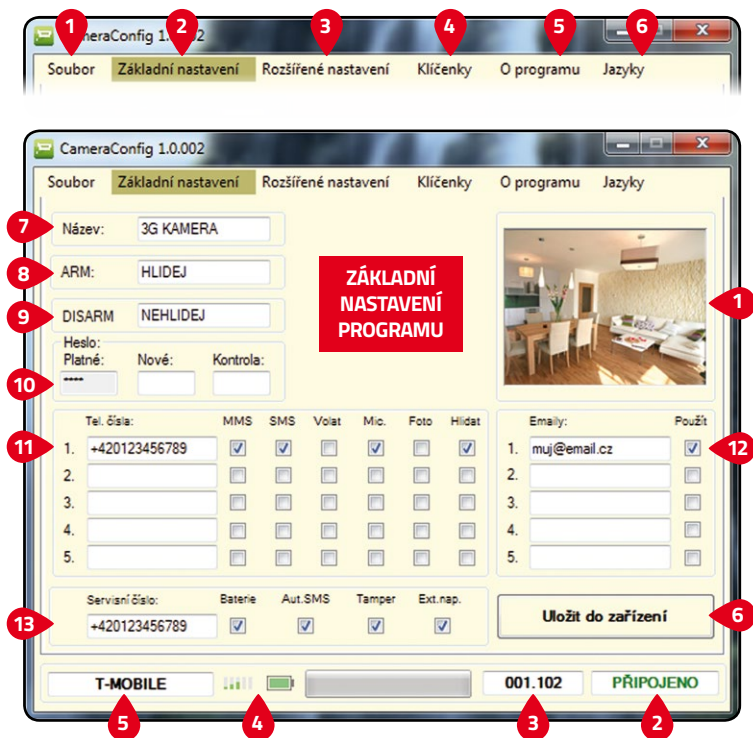 1 2 3 4 5 6
Soubor Základní nastavení Rozšířené nastavení Klíčenky O programu Jazyky
CameraConfig 1.0.002
Soubor Základní nastavení Rozšířené nastavení Klíčenky O programu Jazyky
7 Název: 3G KAMERA
8 ARM: HLIDEJ
9 DISARM NEHLIDEJ
ZÁKLADNÍ
NASTAVENÍ
PROGRAMU
1
Heslo:
Platné: Nové: Kontrola:
10 ****
Tel. čísla: MMS SMS Volat Mic. Foto Hlídat
11 1. +420123456789
2.
3.
4.
5.
Emaily: Použít
1. muj@email.cz 12
2.
3.
4.
5.
Servisní číslo: Baterie Aut.SMS Tamper Ext.nap.
13 +420123456789
Uložit do zařízení 6
T-MOBILE 001.102 PŘIPOJENO
5 4 3 2